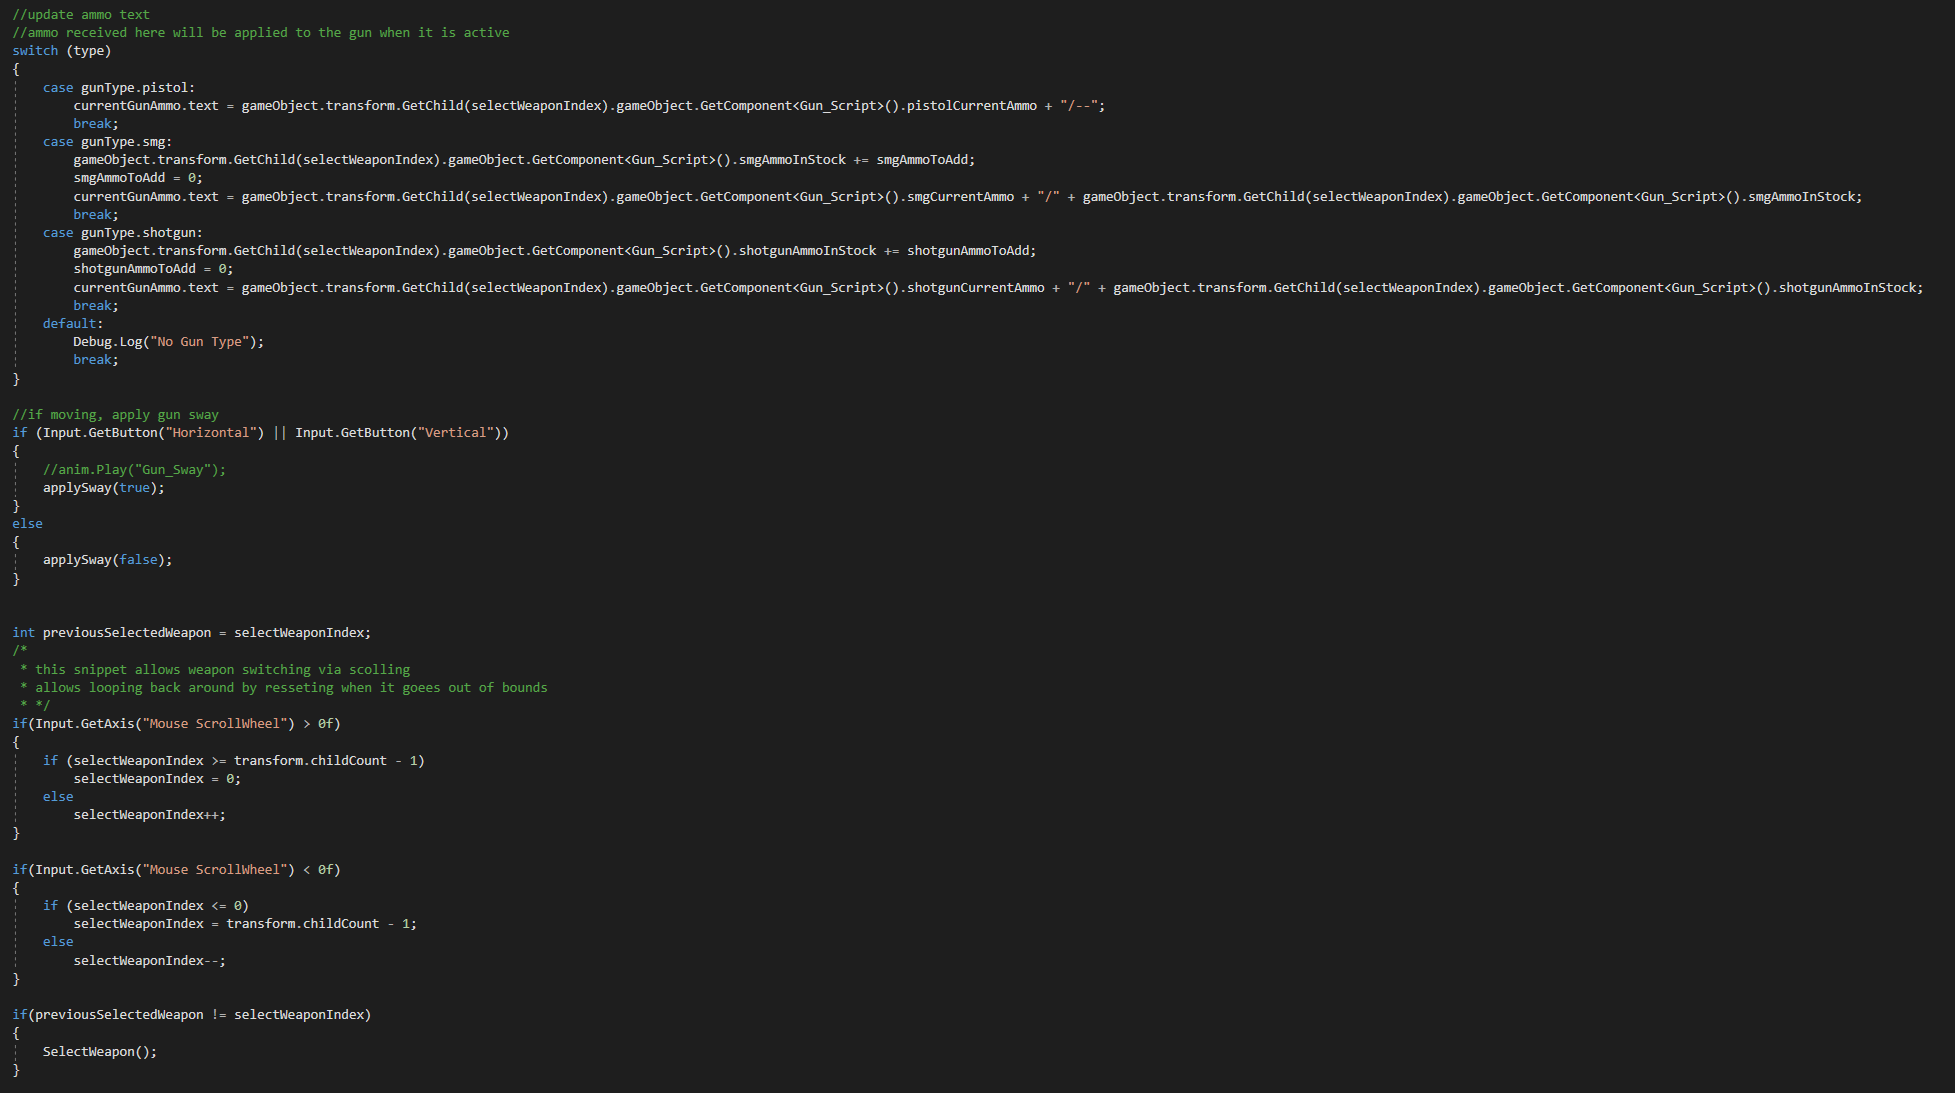 //update ammo text
//ammo received here will be applied to the gun when it is active
switch (type)
{
    case gunType.pistol:
        currentGunAmmo.text = gameObject.transform.GetChild(selectWeaponIndex).gameObject.GetComponent<Gun_Script>().pistolCurrentAmmo + "/--";
        break;
    case gunType.smg:
        gameObject.transform.GetChild(selectWeaponIndex).gameObject.GetComponent<Gun_Script>().smgAmmoInStock += smgAmmoToAdd;
        smgAmmoToAdd = 0;
        currentGunAmmo.text = gameObject.transform.GetChild(selectWeaponIndex).gameObject.GetComponent<Gun_Script>().smgCurrentAmmo + "/" + gameObject.transform.GetChild(selectWeaponIndex).gameObject.GetComponent<Gun_Script>().smgAmmoInStock;
        break;
    case gunType.shotgun:
        gameObject.transform.GetChild(selectWeaponIndex).gameObject.GetComponent<Gun_Script>().shotgunAmmoInStock += shotgunAmmoToAdd;
        shotgunAmmoToAdd = 0;
        currentGunAmmo.text = gameObject.transform.GetChild(selectWeaponIndex).gameObject.GetComponent<Gun_Script>().shotgunCurrentAmmo + "/" + gameObject.transform.GetChild(selectWeaponIndex).gameObject.GetComponent<Gun_Script>().shotgunAmmoInStock;
        break;
    default:
        Debug.Log("No Gun Type");
        break;
}

//if moving, apply gun sway
if (Input.GetButton("Horizontal") || Input.GetButton("Vertical"))
{
    //anim.Play("Gun_Sway");
    applySway(true);
}
else
{
    applySway(false);
}

int previousSelectedWeapon = selectWeaponIndex;
/*
 * this snippet allows weapon switching via scolling
 * allows looping back around by resseting when it goees out of bounds
 * */
if(Input.GetAxis("Mouse ScrollWheel") > 0f)
{
    if (selectWeaponIndex >= transform.childCount - 1)
        selectWeaponIndex = 0;
    else
        selectWeaponIndex++;
}

if(Input.GetAxis("Mouse ScrollWheel") < 0f)
{
    if (selectWeaponIndex <= 0)
        selectWeaponIndex = transform.childCount - 1;
    else
        selectWeaponIndex--;
}

if(previousSelectedWeapon != selectWeaponIndex)
{
    SelectWeapon();
}